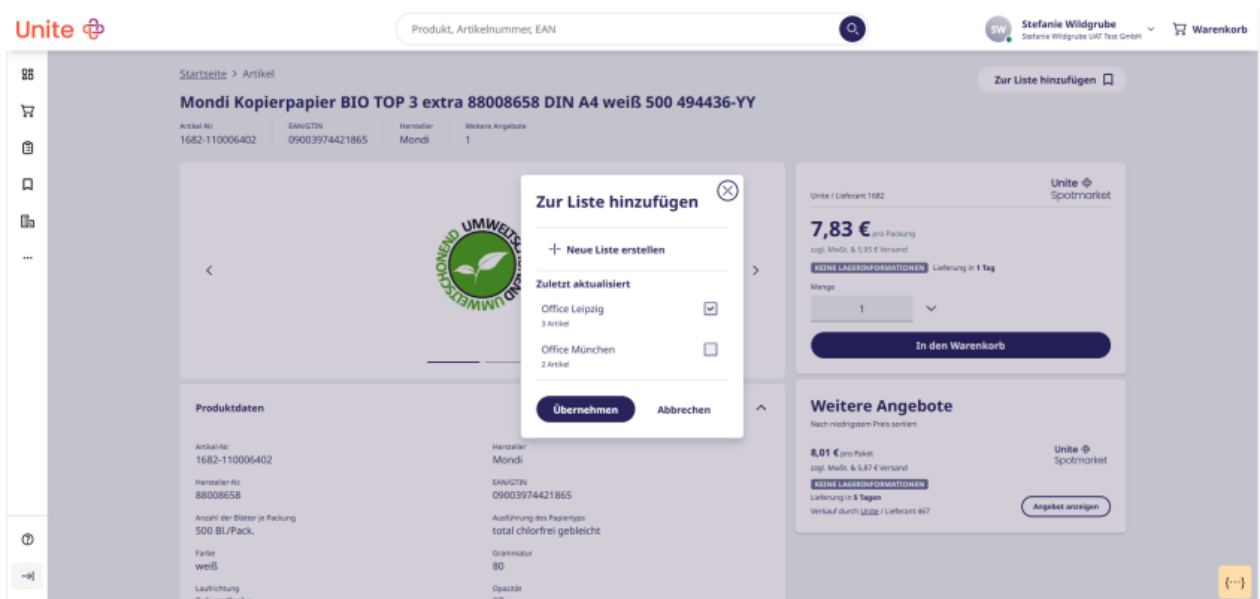 Unite
Produkt, Artikelnummer, EAN
SW
Stefanie Wildgrube
Stefanie Wildgrube UAT Test GmbH
Warenkorb
Startseite > Artikel
Zur Liste hinzufügen
Mondi Kopierpapier BIO TOP 3 extra 88008658 DIN A4 weiß 500 494436-YY
Artikel-Nr. EAN/GTIN Hersteller Weitere Angebote
1682-110006402 09003974421865 Mondi 1
UMWELTSCHONEND UMWELTSCHONEND
Zur Liste hinzufügen
Neue Liste erstellen
Zuletzt aktualisiert
Office Leipzig
3 Artikel
Office München
2 Artikel
Übernehmen Abbrechen
Unite / Lieferant 1682
Unite
Spotmarket
7,83 € pro Packung
zzgl. MwSt. & 5,95 € Versand
KEINE LAGERINFORMATIONEN Lieferung in 1 Tag
Menge
1
In den Warenkorb
Weitere Angebote
Nach niedrigstem Preis sortiert
8,01 € pro Paket
zzgl. MwSt. & 5,87 € Versand
KEINE LAGERINFORMATIONEN
Lieferung in 5 Tagen
Verkauf durch Unite / Lieferant 467
Unite
Spotmarket
Angebot anzeigen
Produktdaten
Artikel-Nr. Hersteller
1682-110006402 Mondi
Hersteller-Nr. EAN/GTIN
88008658 09003974421865
Anzahl der Blätter je Packung Ausführung des Papiertyps
500 Bl./Pack. total chlorfrei gebleicht
Farbe Grammatur
weiß 80
Laufrichtung Opazität
{···}